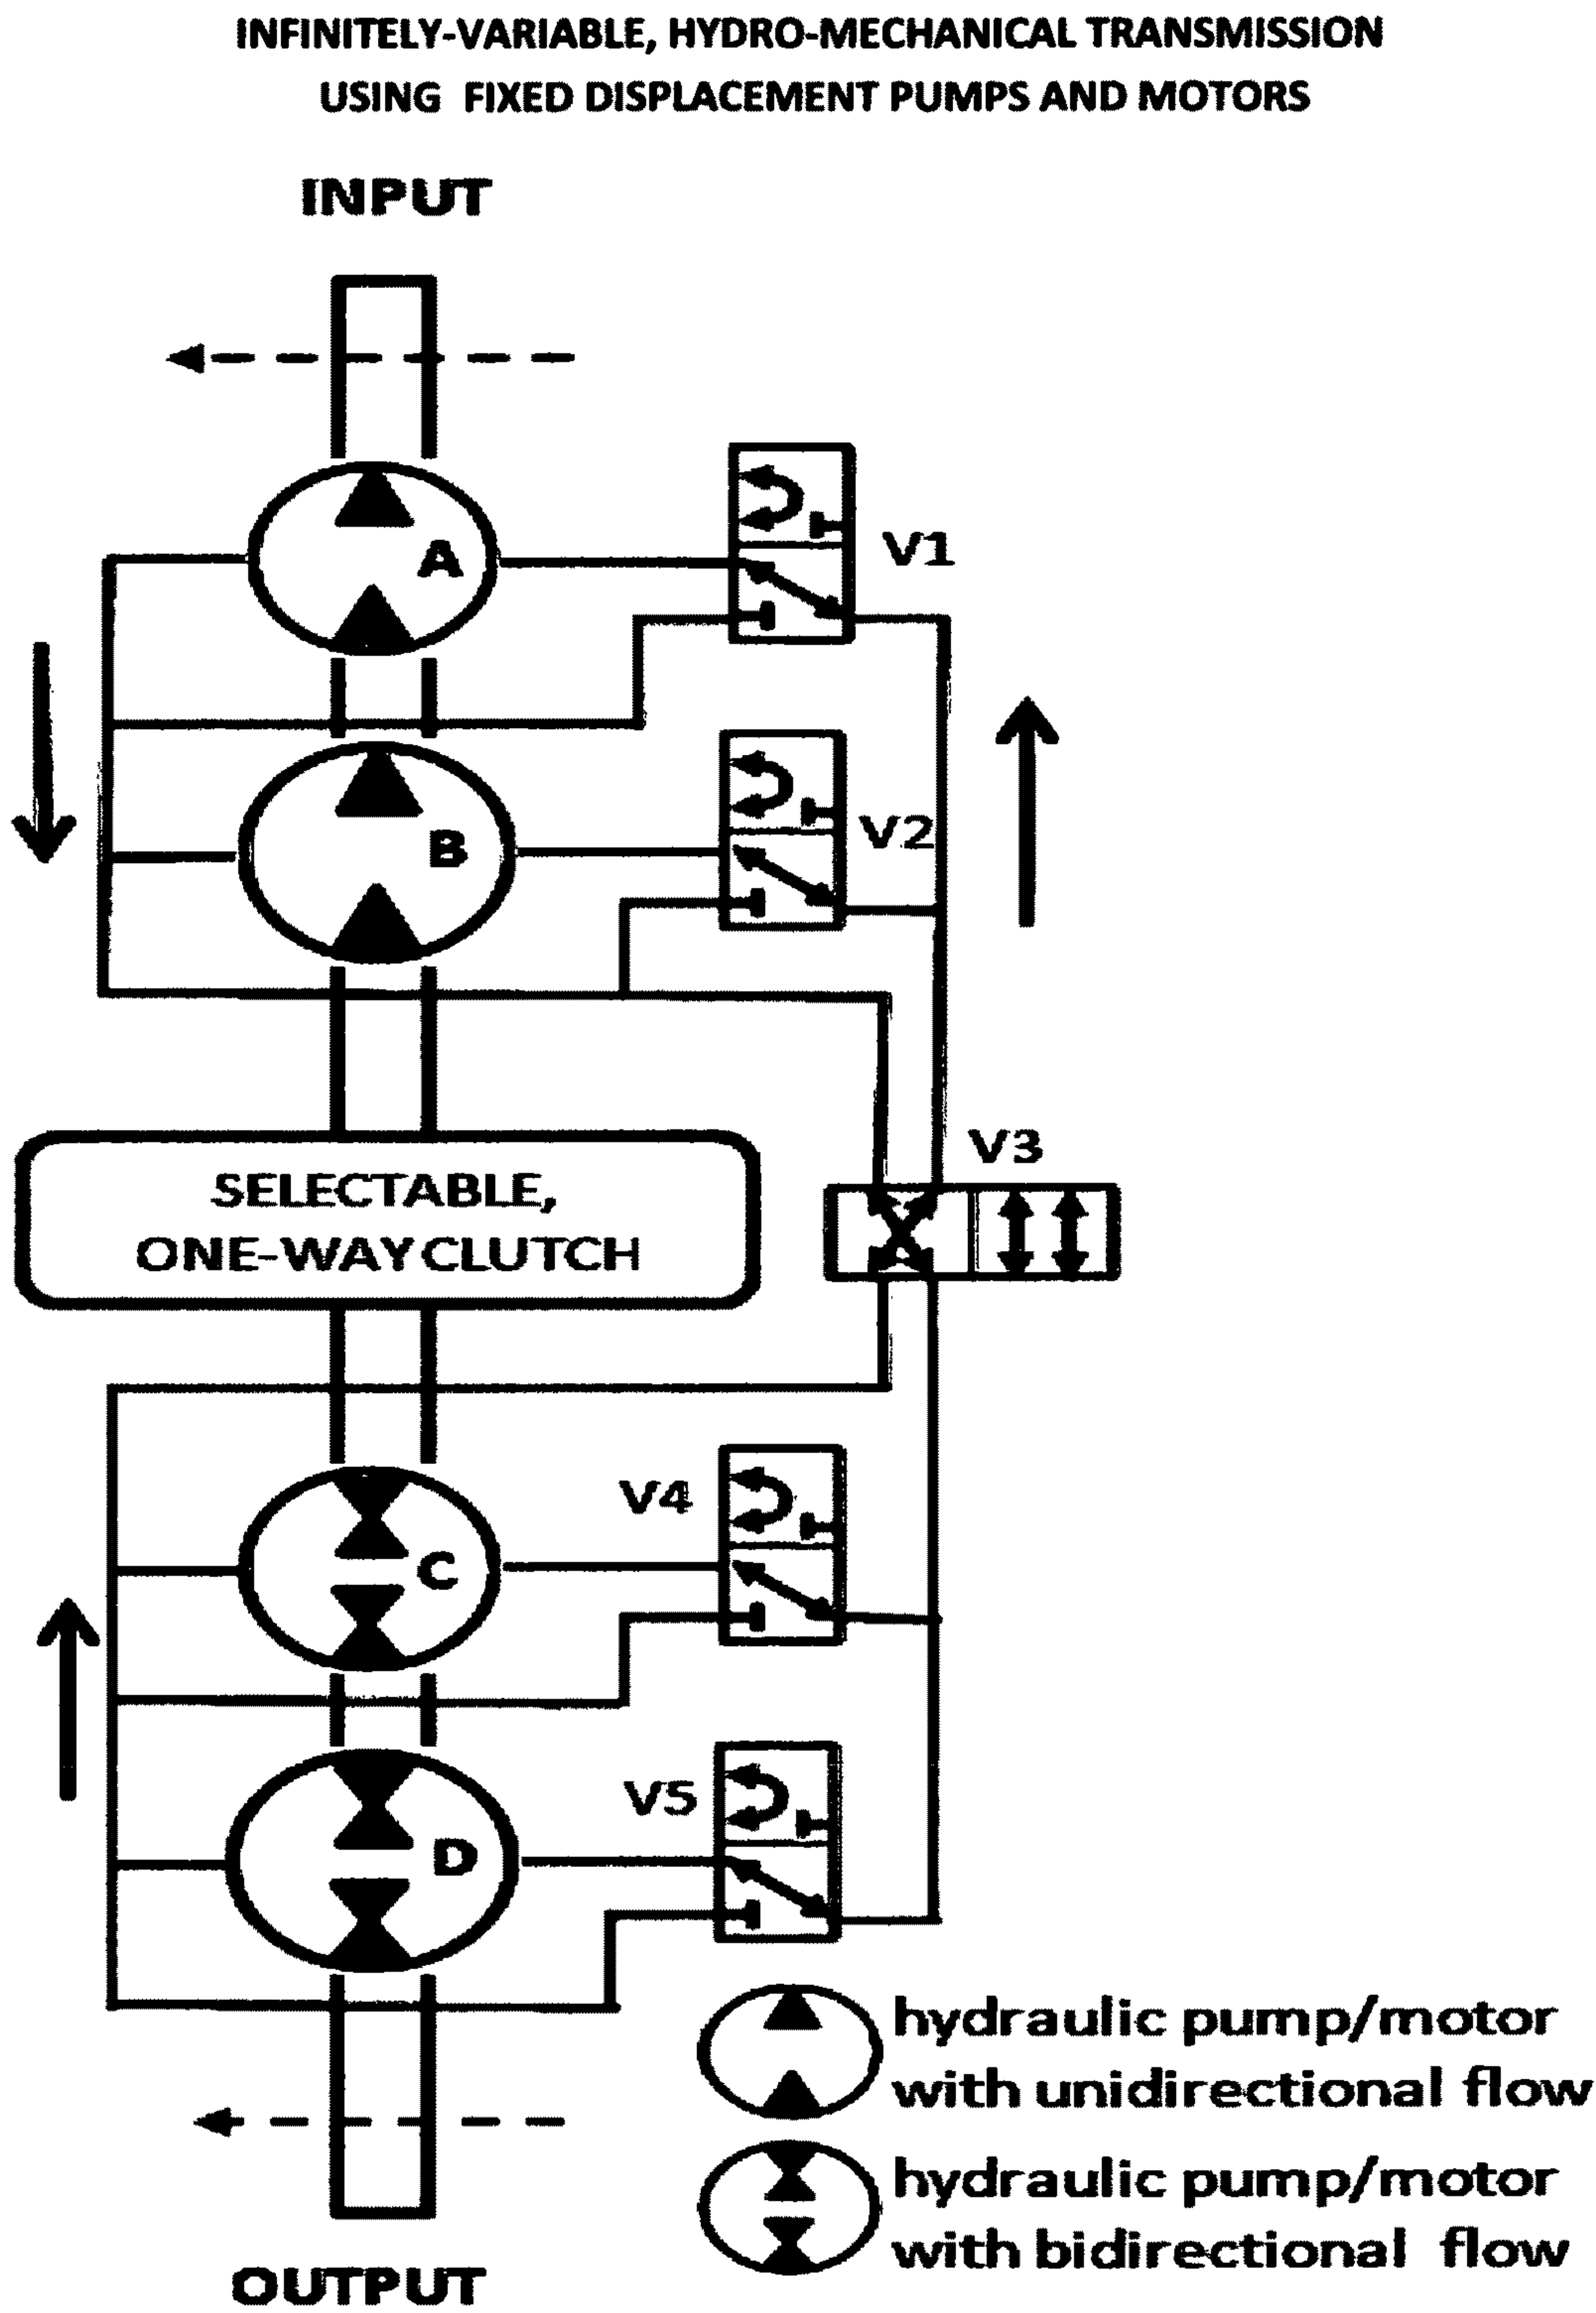 INFINITELY-VARIABLE, HYDRO-MECHANICAL TRANSMISSION
USING FIXED DISPLACEMENT PUMPS AND MOTORS
INPUT
A
V1
B
V2
V3
SELECTABLE,
ONE-WAY CLUTCH
V4
C
V5
D
hydraulic pump/motor
with unidirectional flow
hydraulic pump/motor
with bidirectional flow
OUTPUT